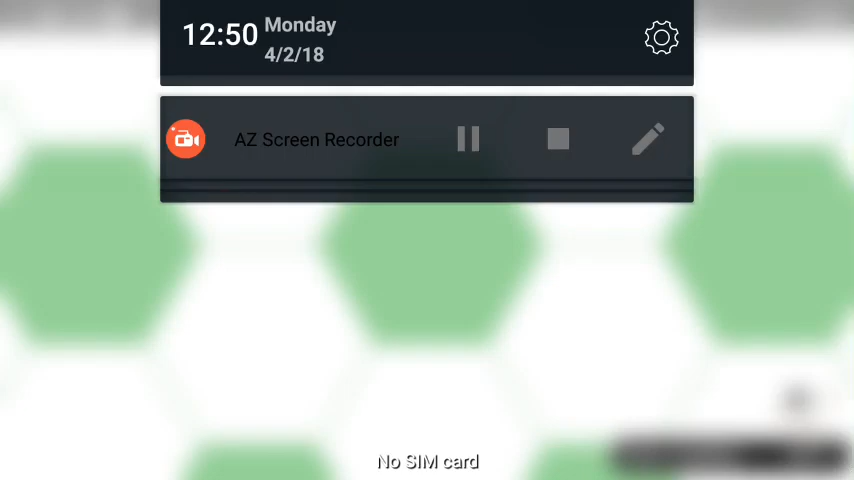 12:50
Monday
4/2/18
AZ Screen Recorder
No SIM card